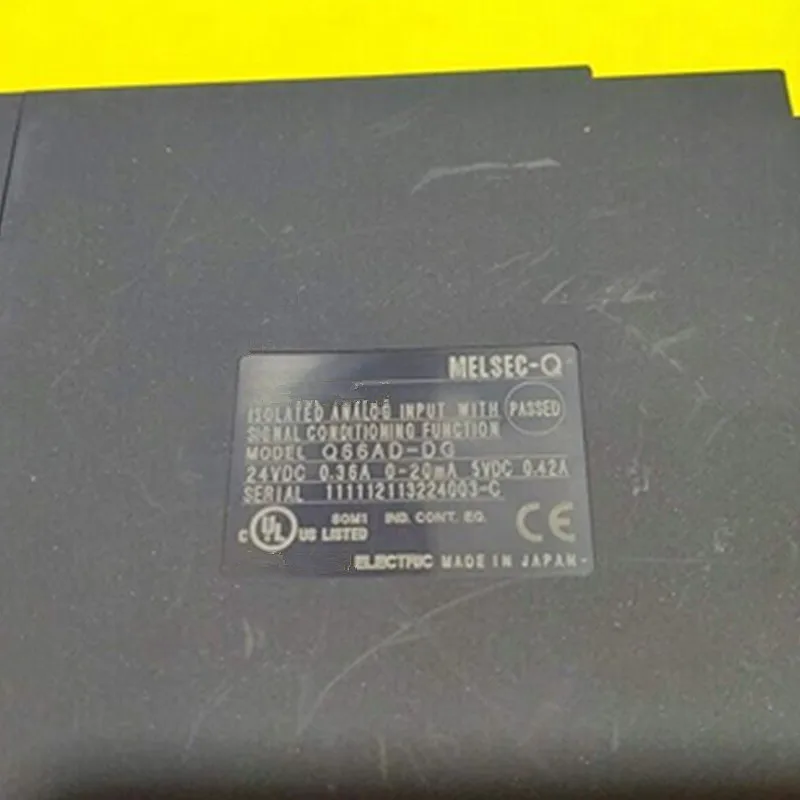 MELSEC-Q
ISOLATED ANALOG INPUT WITH PASSED
SIGNAL CONDITIONING FUNCTION
MODEL Q66AD-DG
24VDC 0.36A 0-20mA 5VDC 0.42A
SERIAL 111112113224003-C
C UL US LISTED 80M1 IND. CONT. EQ. CE
ELECTRIC MADE IN JAPAN